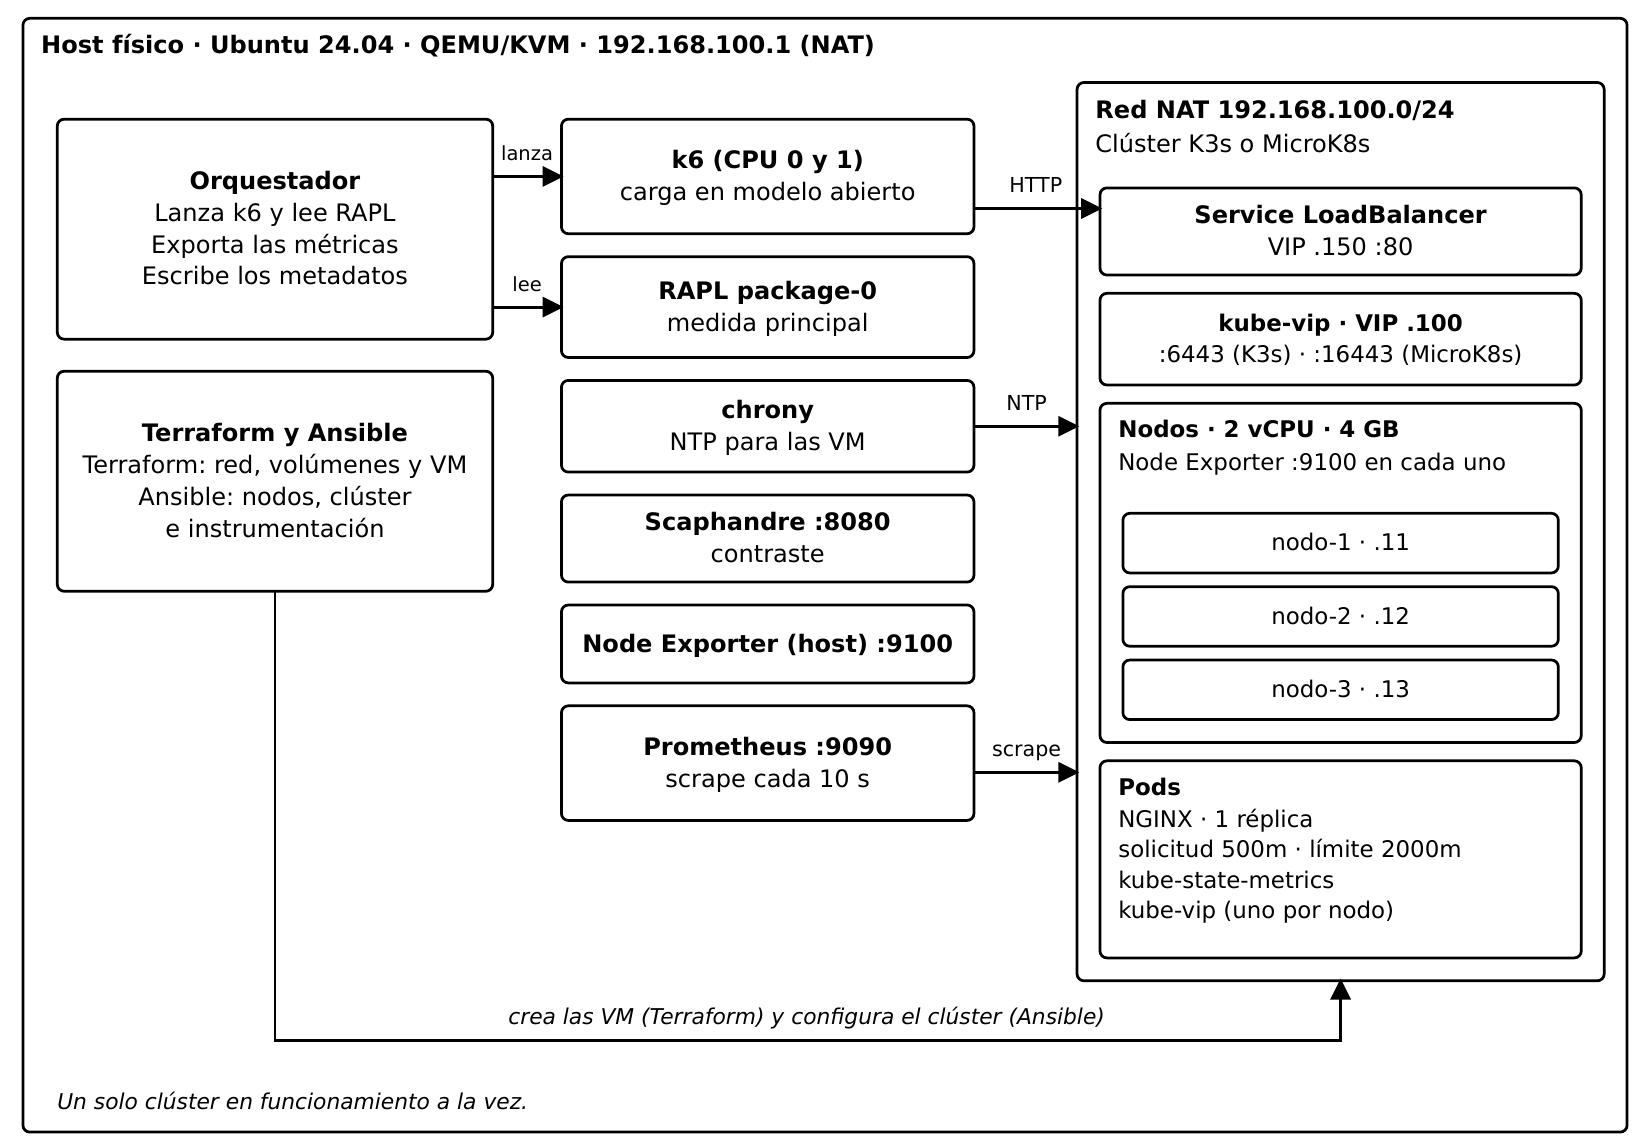 Host físico · Ubuntu 24.04 · QEMU/KVM · 192.168.100.1 (NAT)
Orquestador
Lanza k6 y lee RAPL
Exporta las métricas
Escribe los metadatos
lanza
lee
Terraform y Ansible
Terraform: red, volúmenes y VM
Ansible: nodos, clúster
e instrumentación
k6 (CPU 0 y 1)
carga en modelo abierto
RAPL package-0
medida principal
chrony
NTP para las VM
Scaphandre :8080
contraste
Node Exporter (host) :9100
Prometheus :9090
scrape cada 10 s
HTTP
NTP
scrape
Red NAT 192.168.100.0/24
Clúster K3s o MicroK8s
Service LoadBalancer
VIP .150 :80
kube-vip · VIP .100
:6443 (K3s) · :16443 (MicroK8s)
Nodos · 2 vCPU · 4 GB
Node Exporter :9100 en cada uno
nodo-1 · .11
nodo-2 · .12
nodo-3 · .13
Pods
NGINX · 1 réplica
solicitud 500m · límite 2000m
kube-state-metrics
kube-vip (uno por nodo)
crea las VM (Terraform) y configura el clúster (Ansible)
Un solo clúster en funcionamiento a la vez.